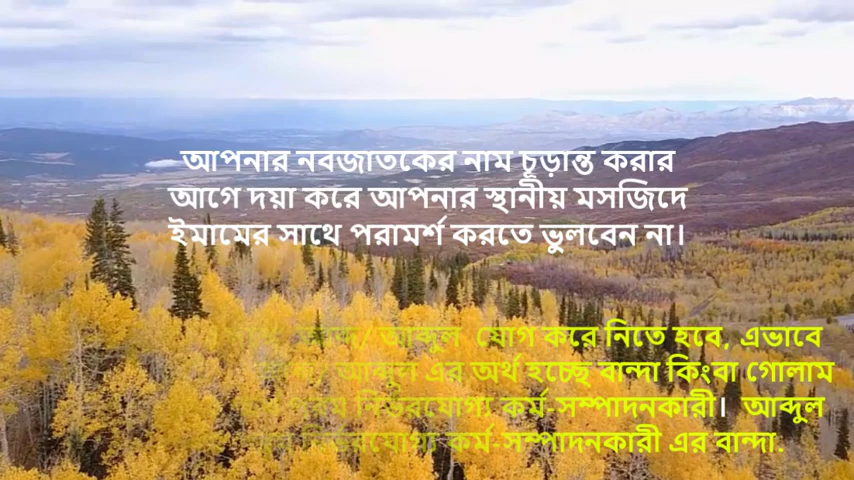 আপনার নবজাতকের নাম চূড়ান্ত করার
আগে দয়া করে আপনার স্থানীয় মসজিদে
ইমামের সাথে পরামর্শ করতে ভুলবেন না।
আব্দুল যোগ করে নিতে হবে, এভাবে
আব্দুল এর অর্থ হচ্ছে বান্দা কিংবা গোলাম
নির্ভরযোগ্য কর্ম-সম্পাদনকারী। আব্দুল
নির্ভরযোগ্য কর্ম-সম্পাদনকারী এর বান্দা.